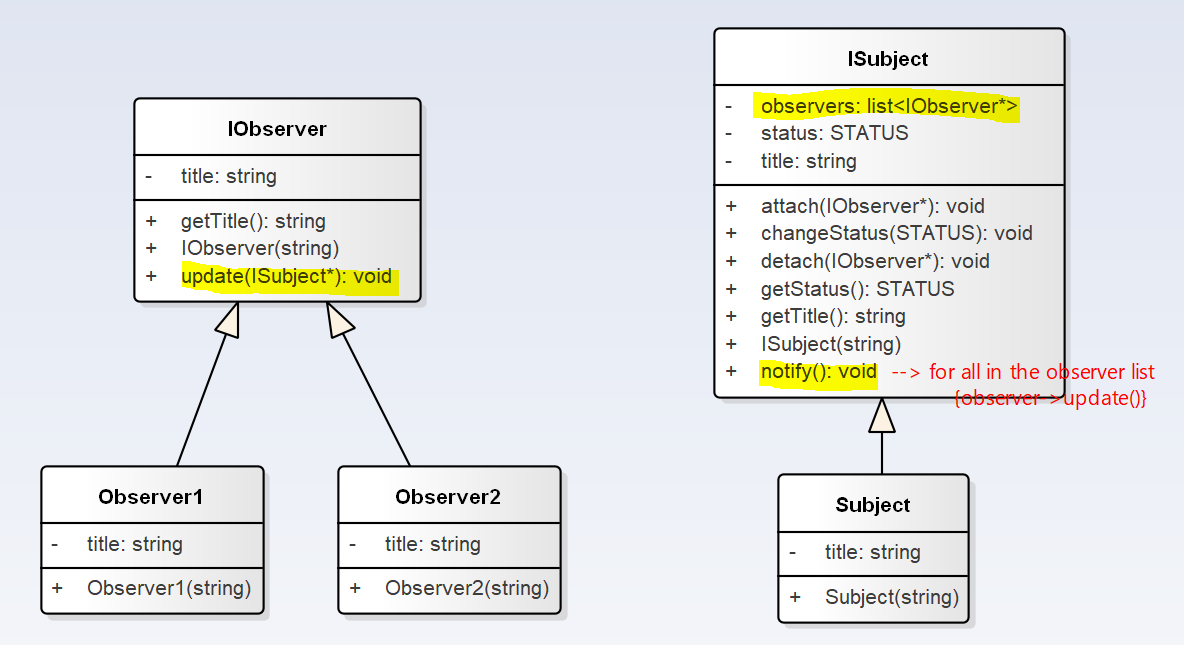 IObserver
- title: string
+ getTitle(): string
+ IObserver(string)
+ update(ISubject*): void
ISubject
- observers: list<IObserver*>
- status: STATUS
- title: string
+ attach(IObserver*): void
+ changeStatus(STATUS): void
+ detach(IObserver*): void
+ getStatus(): STATUS
+ getTitle(): string
+ ISubject(string)
+ notify(): void --> for all in the observer list
{observer->update()}
Observer1
- title: string
+ Observer1(string)
Observer2
- title: string
+ Observer2(string)
Subject
- title: string
+ Subject(string)